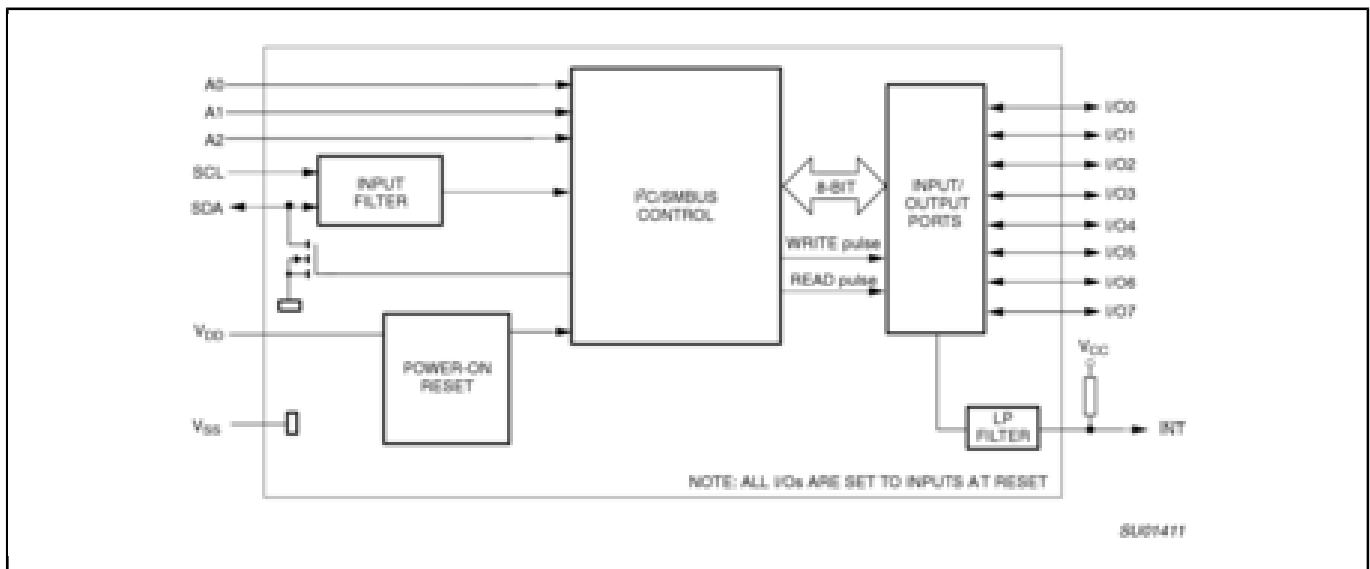 A0
A1
A2
SCL
SDA
INPUT
FILTER
I²C/SMBUS
CONTROL
8-BIT
WRITE pulse
READ pulse
INPUT/
OUTPUT
PORTS
I/O0
I/O1
I/O2
I/O3
I/O4
I/O5
I/O6
I/O7
VDD
POWER-ON
RESET
VSS
VCC
LP
FILTER
INT
NOTE: ALL I/Os ARE SET TO INPUTS AT RESET
SU01411